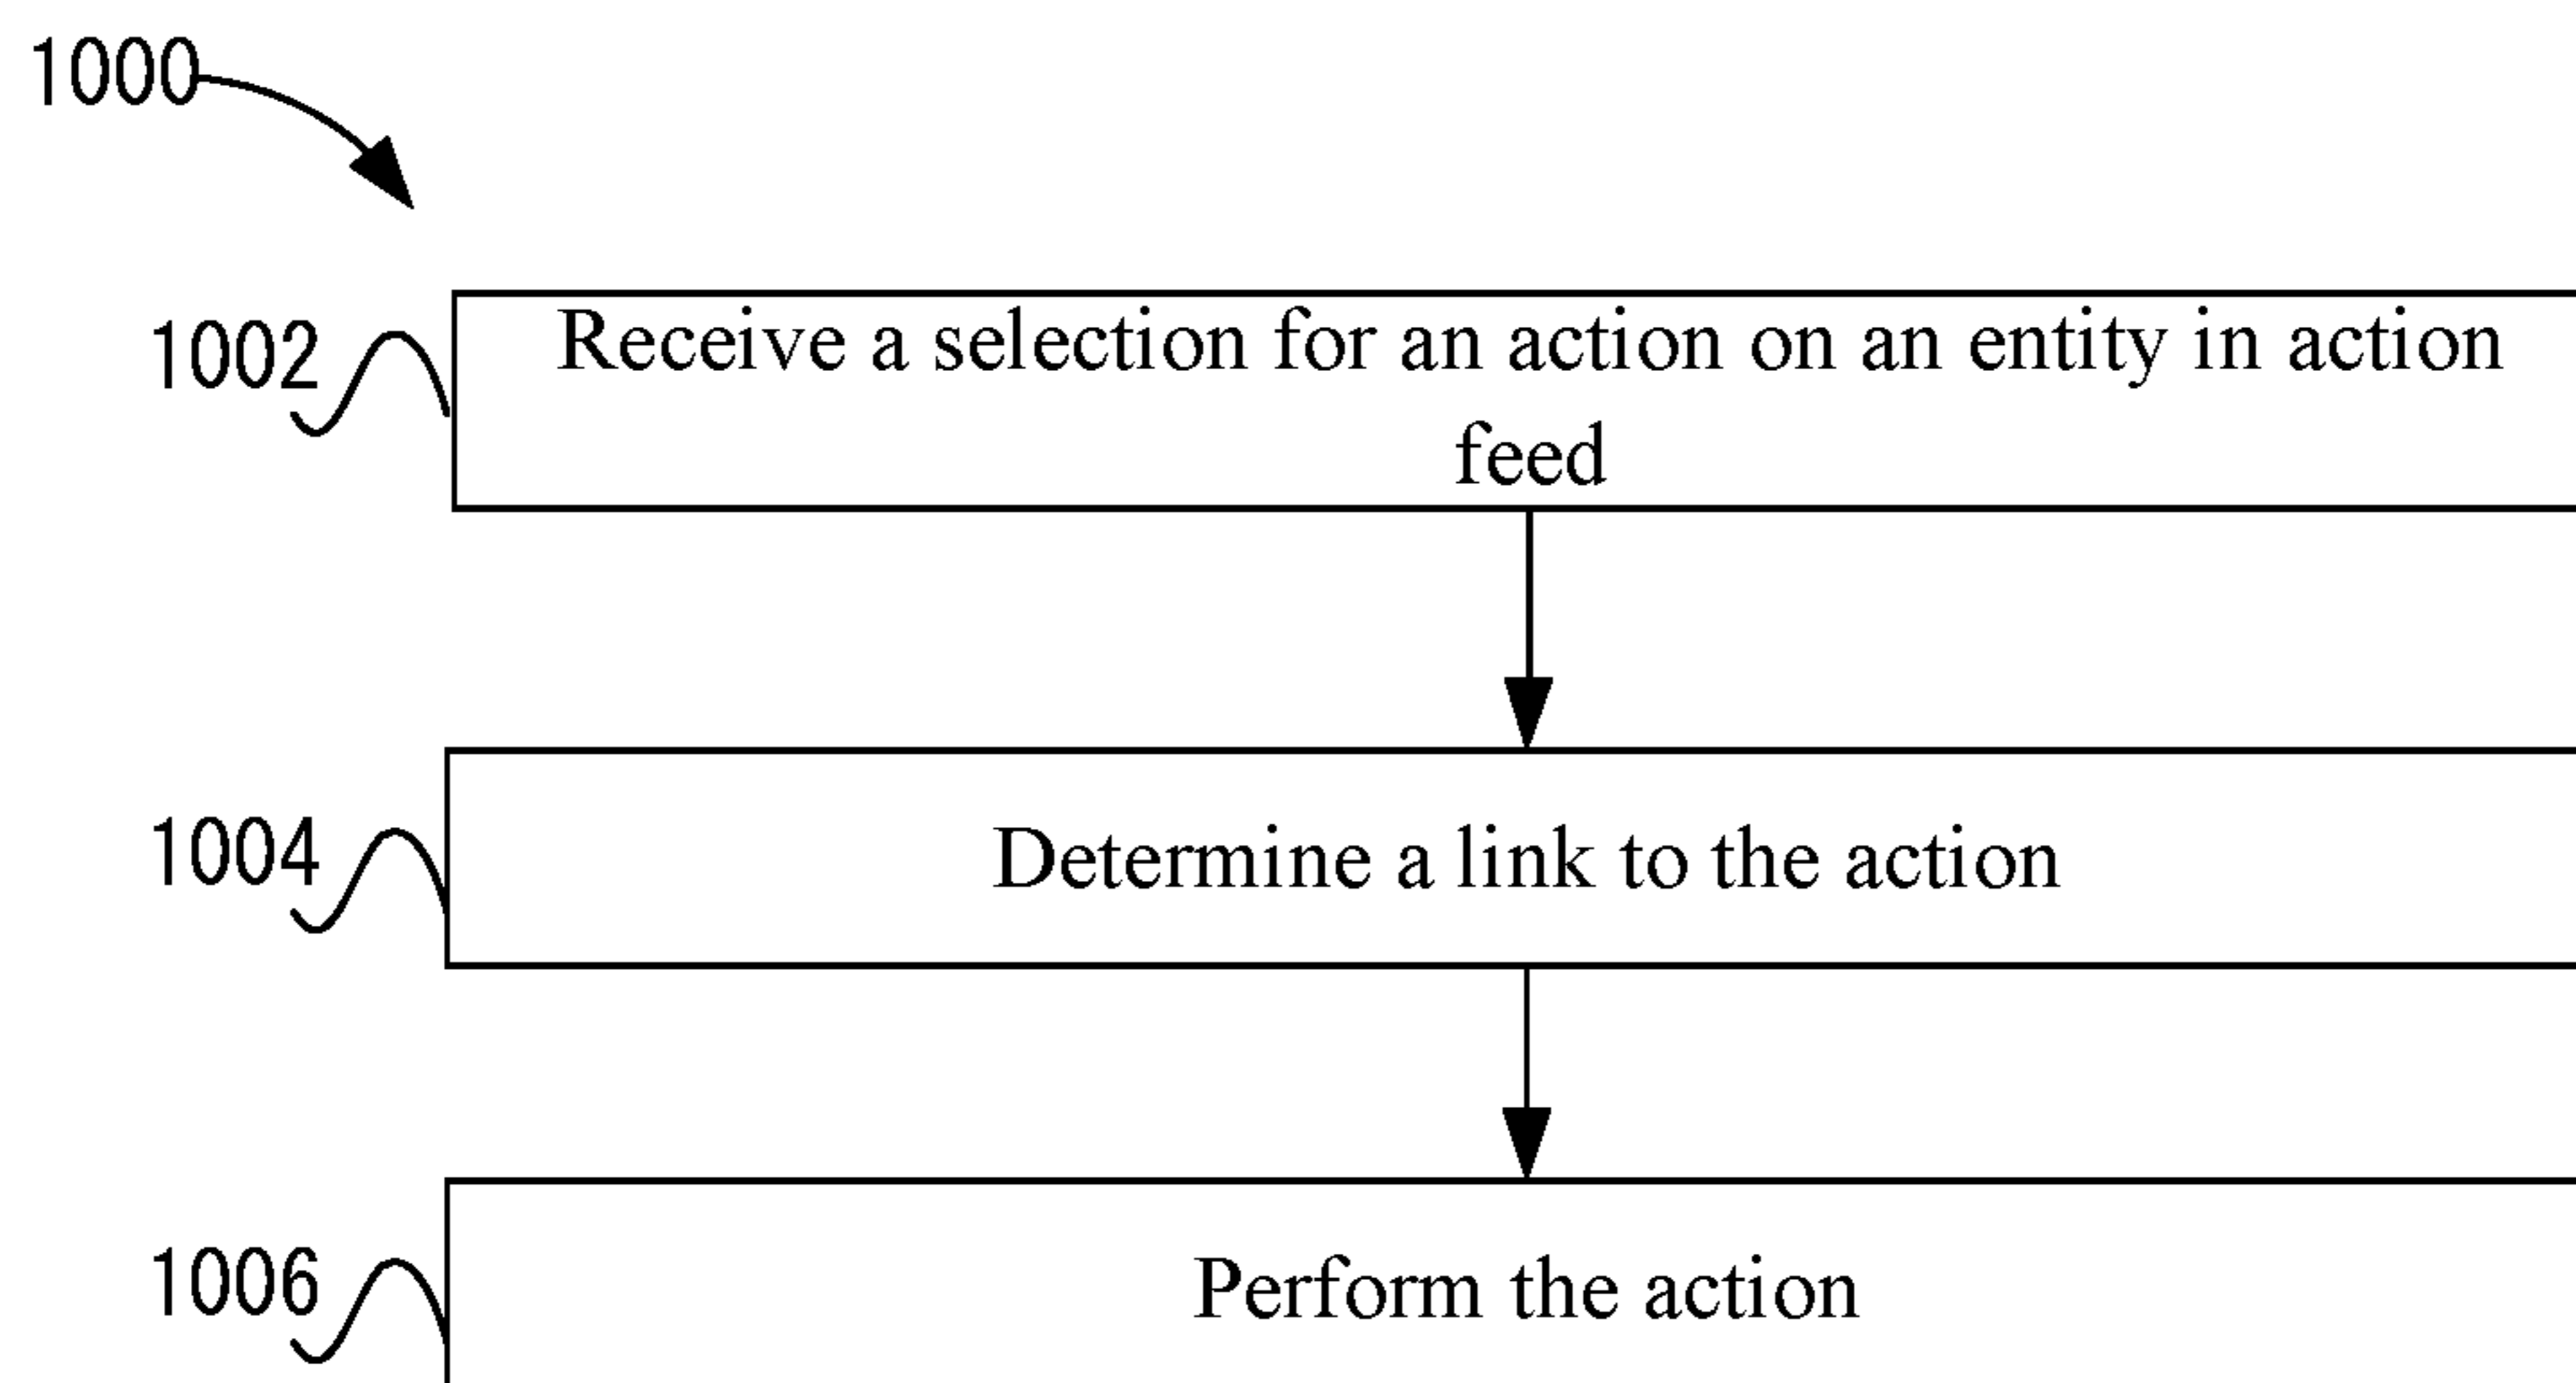 1000
1002
Receive a selection for an action on an entity in action
feed
1004
Determine a link to the action
1006
Perform the action